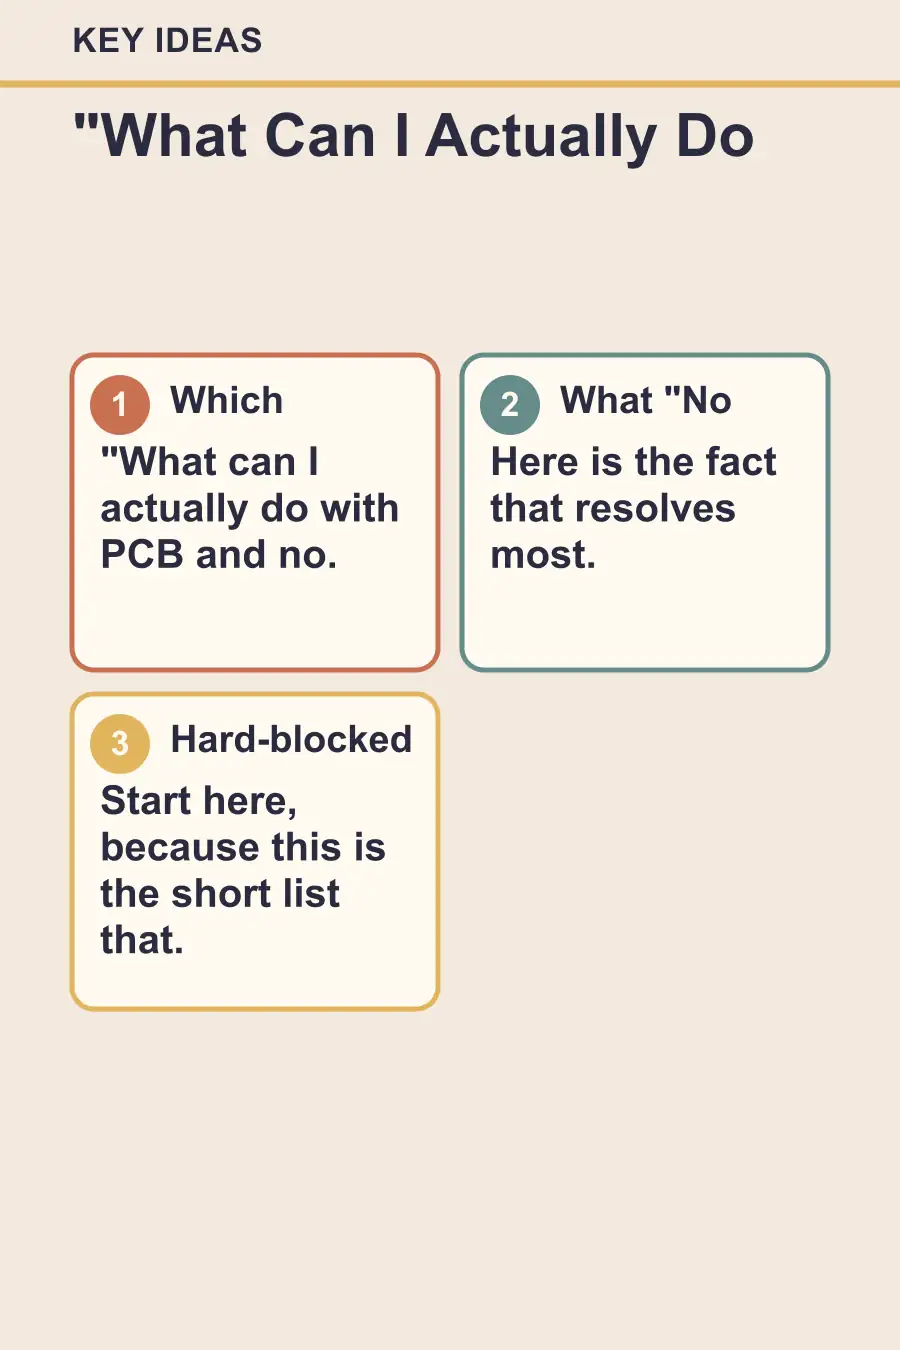 KEY IDEAS
"What Can I Actually Do
1 Which
"What can I
actually do with
PCB and no.
2 What "No
Here is the fact
that resolves
most.
3 Hard-blocked
Start here,
because this is
the short list
that.